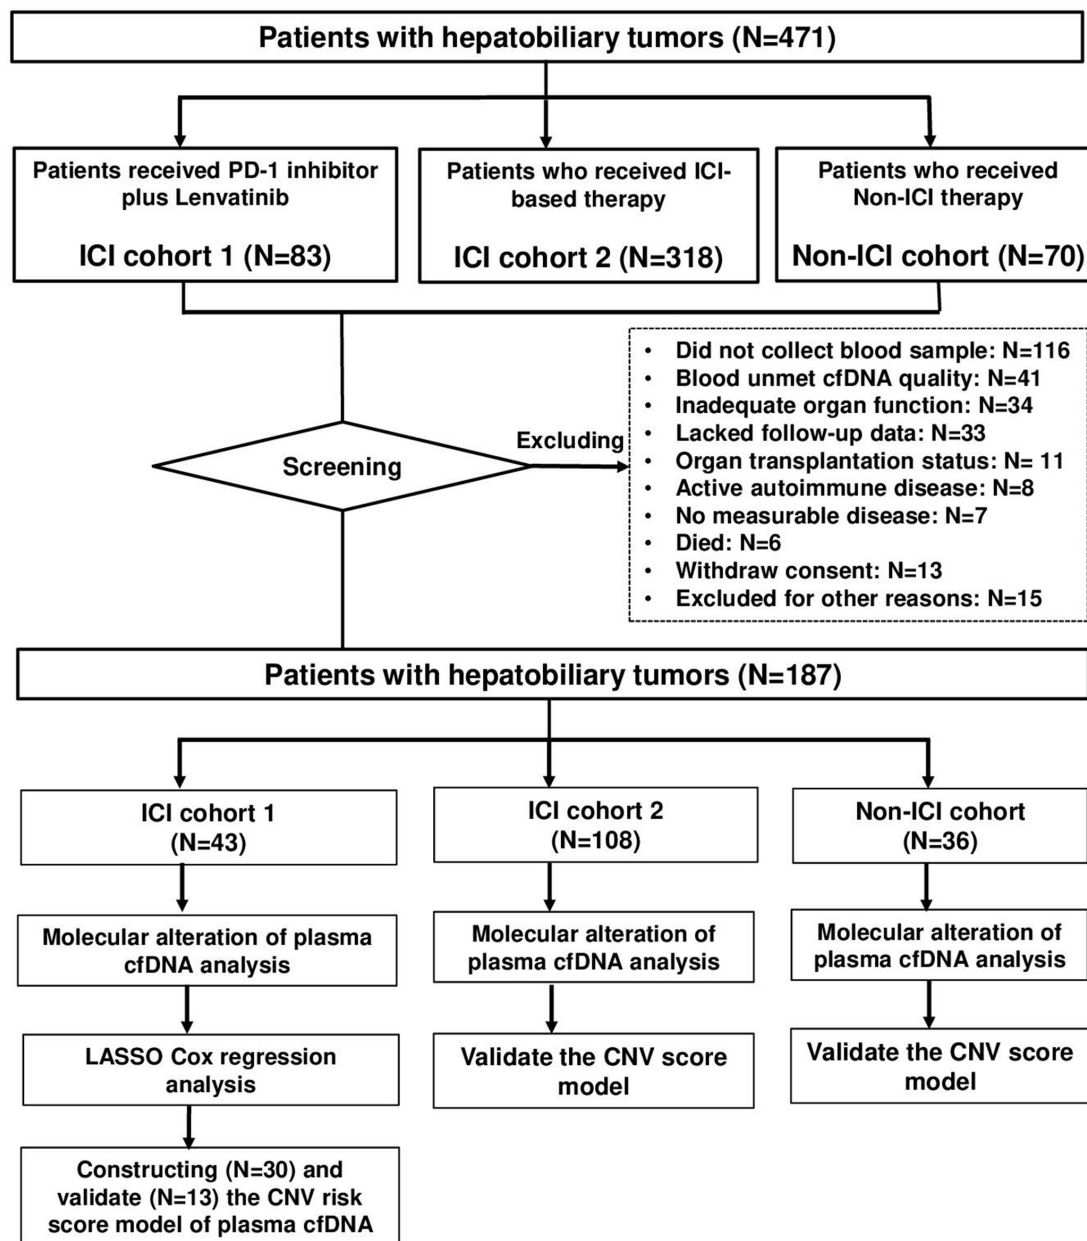 Patients with hepatobiliary tumors (N=471)
Patients received PD-1 inhibitor
plus Lenvatinib
ICI cohort 1 (N=83)
Patients who received ICI-
based therapy
ICI cohort 2 (N=318)
Patients who received
Non-ICI therapy
Non-ICI cohort (N=70)
Screening
Excluding
• Did not collect blood sample: N=116
• Blood unmet cfDNA quality: N=41
• Inadequate organ function: N=34
• Lacked follow-up data: N=33
• Organ transplantation status: N= 11
• Active autoimmune disease: N=8
• No measurable disease: N=7
• Died: N=6
• Withdraw consent: N=13
• Excluded for other reasons: N=15
Patients with hepatobiliary tumors (N=187)
ICI cohort 1
(N=43)
Molecular alteration of plasma
cfDNA analysis
LASSO Cox regression
analysis
Constructing (N=30) and
validate (N=13) the CNV risk
score model of plasma cfDNA
ICI cohort 2
(N=108)
Molecular alteration of
plasma cfDNA analysis
Validate the CNV score
model
Non-ICI cohort
(N=36)
Molecular alteration of
plasma cfDNA analysis
Validate the CNV score
model